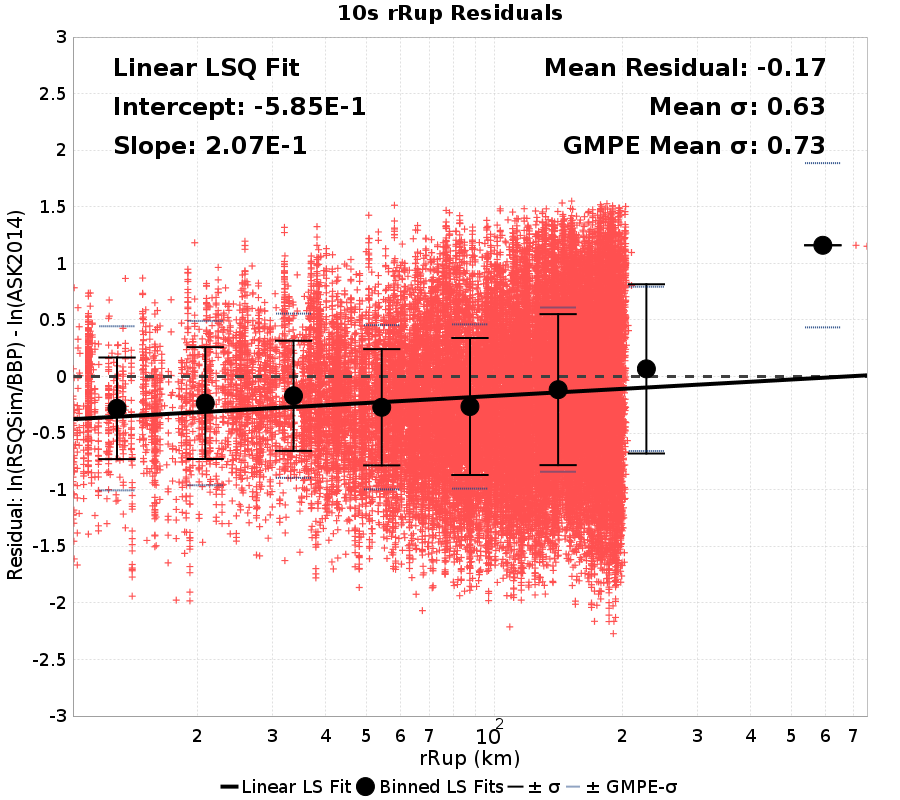 10s rRup Residuals
Linear LSQ Fit
Intercept: -5.85E-1
Slope: 2.07E-1
Mean Residual: -0.17
Mean σ: 0.63
GMPE Mean σ: 0.73
Residual: ln(RSQSim/BBP) - ln(ASK2014)
3
2.5
2
1.5
1
0.5
0
-0.5
-1
-1.5
-2
-2.5
-3
2 3 4 5 6 7 10² 2 3 4 5 6 7
rRup (km)
Linear LS Fit Binned LS Fits ± σ ± GMPE-σ